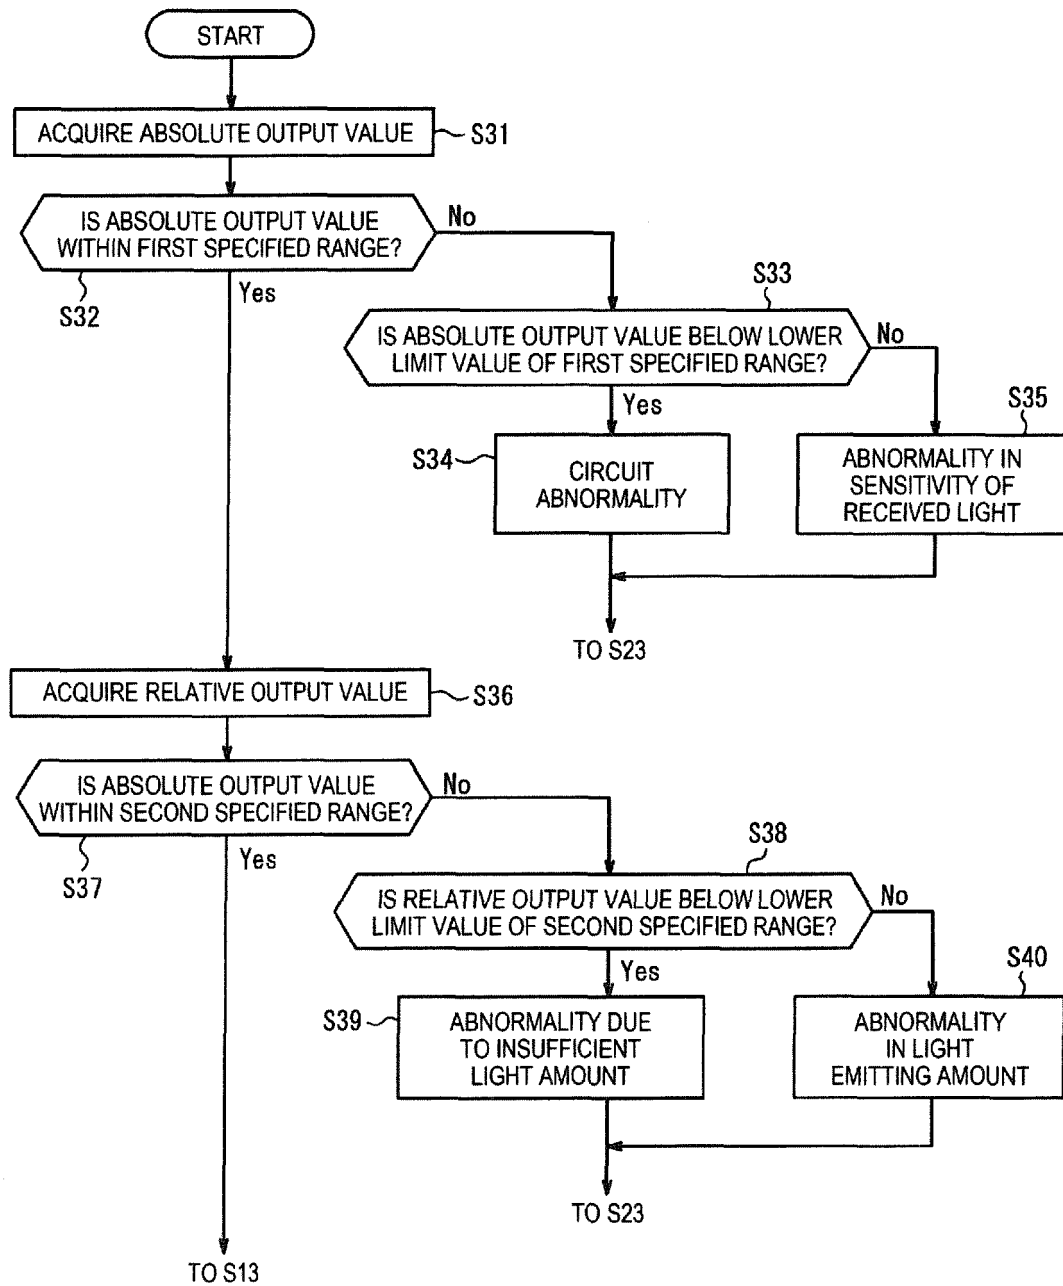 START
ACQUIRE ABSOLUTE OUTPUT VALUE
S31
IS ABSOLUTE OUTPUT VALUE
WITHIN FIRST SPECIFIED RANGE?
No
S32
Yes
S33
IS ABSOLUTE OUTPUT VALUE BELOW LOWER
LIMIT VALUE OF FIRST SPECIFIED RANGE?
No
Yes
S34
CIRCUIT
ABNORMALITY
S35
ABNORMALITY IN
SENSITIVITY OF
RECEIVED LIGHT
TO S23
ACQUIRE RELATIVE OUTPUT VALUE
S36
IS ABSOLUTE OUTPUT VALUE
WITHIN SECOND SPECIFIED RANGE?
No
S37
Yes
S38
IS RELATIVE OUTPUT VALUE BELOW LOWER
LIMIT VALUE OF SECOND SPECIFIED RANGE?
No
Yes
S39
ABNORMALITY DUE
TO INSUFFICIENT
LIGHT AMOUNT
S40
ABNORMALITY
IN LIGHT
EMITTING AMOUNT
TO S23
TO S13